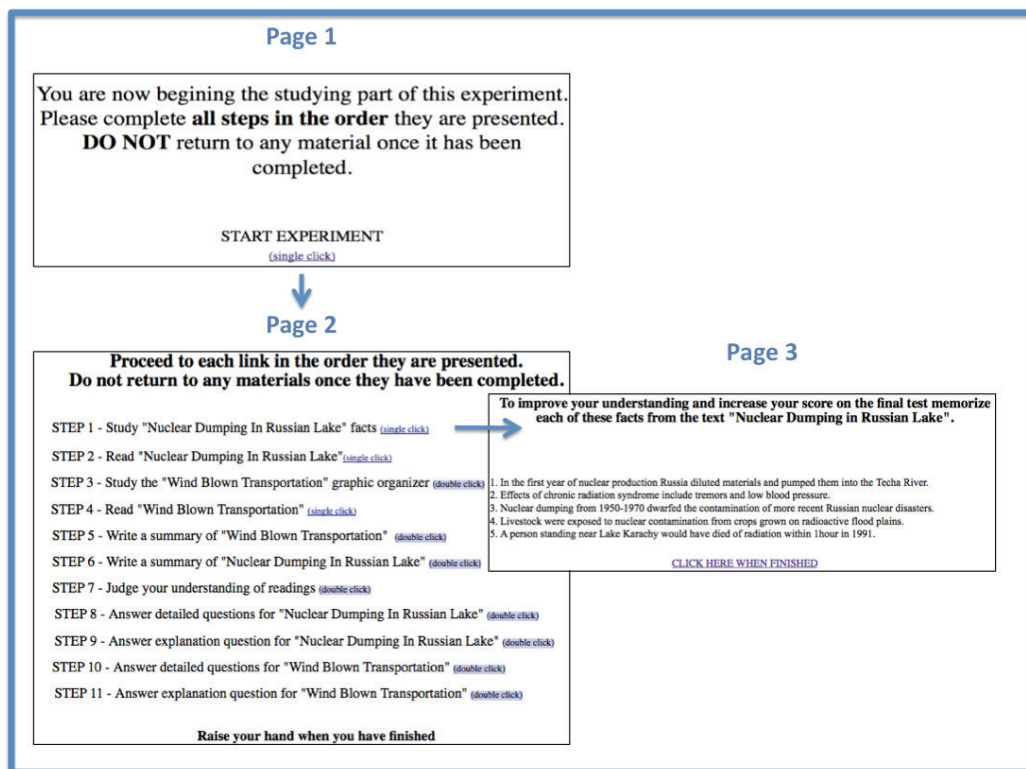 Page 1
You are now begining the studying part of this experiment.
Please complete all steps in the order they are presented.
DO NOT return to any material once it has been
completed.
START EXPERIMENT
(single click)
Page 2
Proceed to each link in the order they are presented.
Do not return to any materials once they have been completed.
STEP 1 - Study "Nuclear Dumping In Russian Lake" facts (single click)
STEP 2 - Read "Nuclear Dumping In Russian Lake"(single click)
STEP 3 - Study the "Wind Blown Transportation" graphic organizer (double click)
STEP 4 - Read "Wind Blown Transportation" (single click)
STEP 5 - Write a summary of "Wind Blown Transportation" (double click)
STEP 6 - Write a summary of "Nuclear Dumping In Russian Lake" (double click)
STEP 7 - Judge your understanding of readings (double click)
STEP 8 - Answer detailed questions for "Nuclear Dumping In Russian Lake" (double click)
STEP 9 - Answer explanation question for "Nuclear Dumping In Russian Lake" (double click)
STEP 10 - Answer detailed questions for "Wind Blown Transportation" (double click)
STEP 11 - Answer explanation question for "Wind Blown Transportation" (double click)
Raise your hand when you have finished
Page 3
To improve your understanding and increase your score on the final test memorize
each of these facts from the text "Nuclear Dumping in Russian Lake".
1. In the first year of nuclear production Russia diluted materials and pumped them into the Techa River.
2. Effects of chronic radiation syndrome include tremors and low blood pressure.
3. Nuclear dumping from 1950-1970 dwarfed the contamination of more recent Russian nuclear disasters.
4. Livestock were exposed to nuclear contamination from crops grown on radioactive flood plains.
5. A person standing near Lake Karachy would have died of radiation within 1hour in 1991.
CLICK HERE WHEN FINISHED